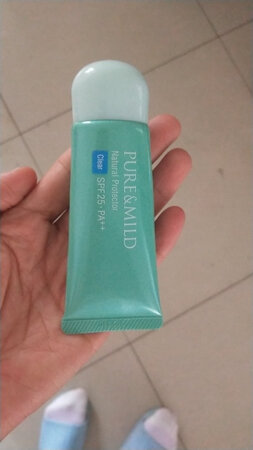 PURE&MILD
Natural Protector
Clear SPF25·PA++